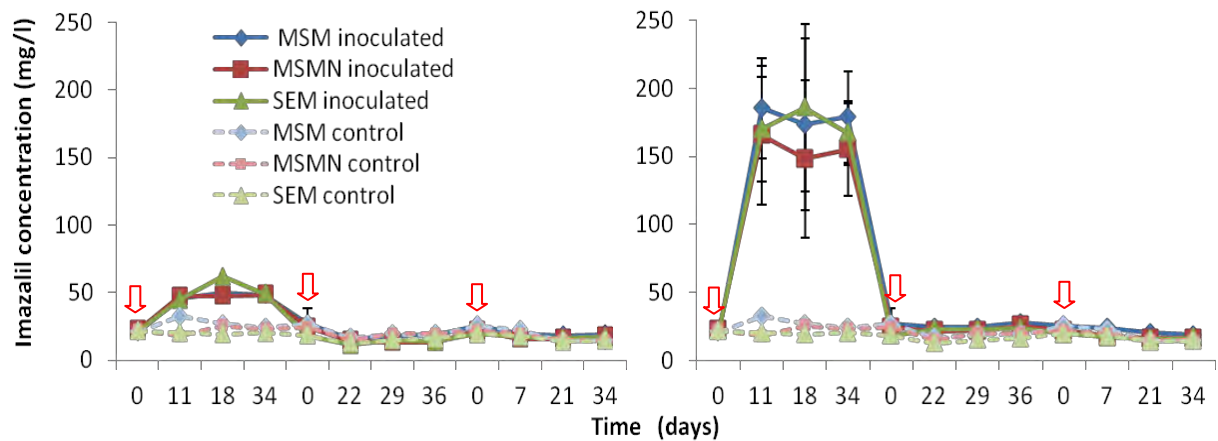 Imazalil concentration (mg/l)
250
200
150
100
50
0
MSM inoculated
MSMN inoculated
SEM inoculated
MSM control
MSMN control
SEM control
0 11 18 34 0 22 29 36 0 7 21 34
250
200
150
100
50
0
0 11 18 34 0 22 29 36 0 7 21 34
Time (days)